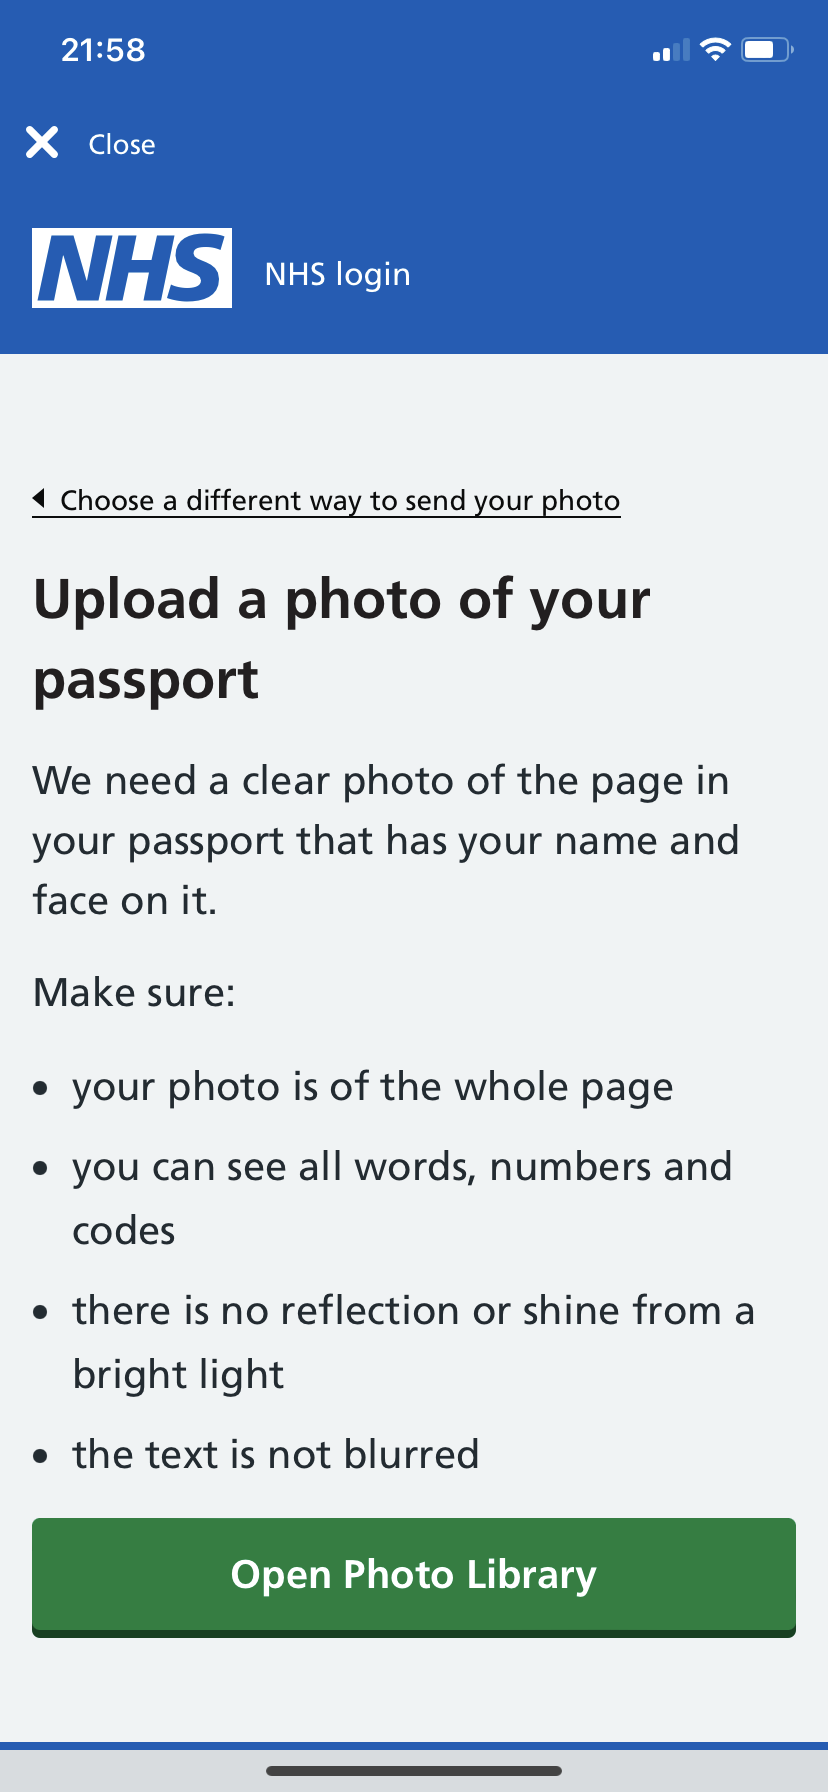 21:58
Close
NHS
NHS login
Choose a different way to send your photo
Upload a photo of your
passport
We need a clear photo of the page in
your passport that has your name and
face on it.
Make sure:
• your photo is of the whole page
• you can see all words, numbers and
codes
• there is no reflection or shine from a
bright light
• the text is not blurred
Open Photo Library